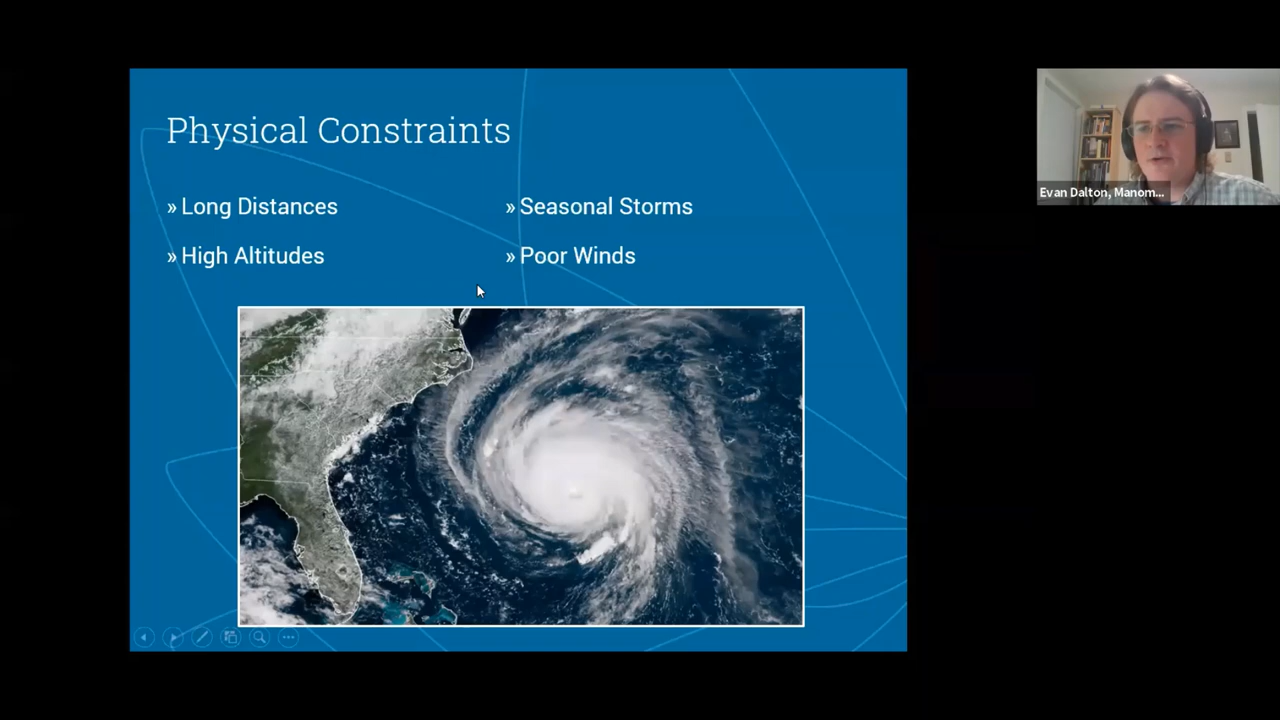 Physical Constraints
» Long Distances
» High Altitudes
» Seasonal Storms
» Poor Winds
Evan Dalton, Manom...